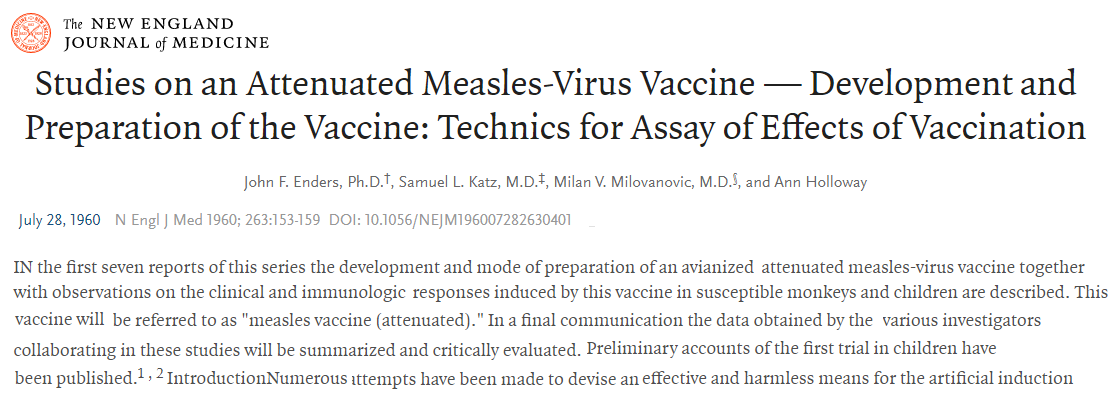 The NEW ENGLAND
JOURNAL of MEDICINE
Studies on an Attenuated Measles-Virus Vaccine — Development and
Preparation of the Vaccine: Technics for Assay of Effects of Vaccination
John F. Enders, Ph.D.†, Samuel L. Katz, M.D.‡, Milan V. Milovanovic, M.D.§, and Ann Holloway
July 28, 1960 N Engl J Med 1960; 263:153-159 DOI: 10.1056/NEJM196007282630401
IN the first seven reports of this series the development and mode of preparation of an avianized attenuated measles-virus vaccine together
with observations on the clinical and immunologic responses induced by this vaccine in susceptible monkeys and children are described. This
vaccine will be referred to as "measles vaccine (attenuated)." In a final communication the data obtained by the various investigators
collaborating in these studies will be summarized and critically evaluated. Preliminary accounts of the first trial in children have
been published.1,2 IntroductionNumerous ttempts have been made to devise an effective and harmless means for the artificial induction